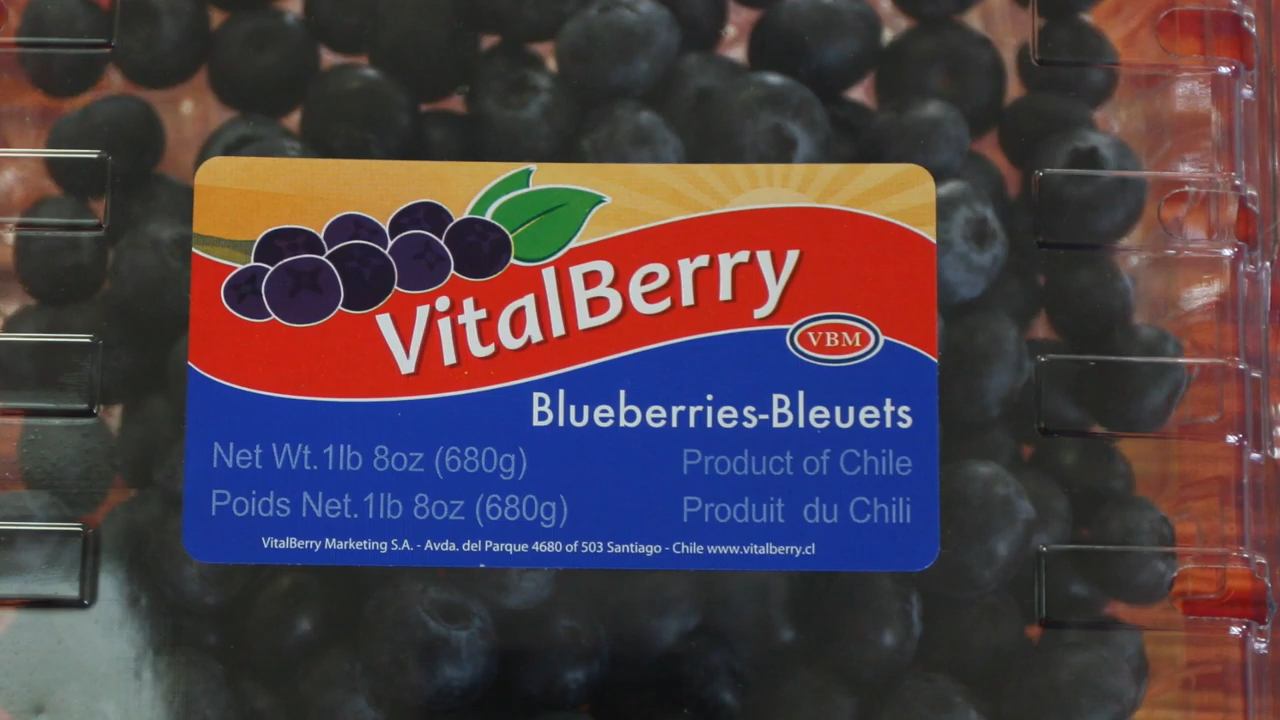 VitalBerry
VBM
Blueberries-Bleuets
Net Wt.1lb 8oz (680g)
Product of Chile
Poids Net.1lb 8oz (680g)
Produit du Chili
VitalBerry Marketing S.A. - Avda. del Parque 4680 of 503 Santiago - Chile www.vitalberry.cl